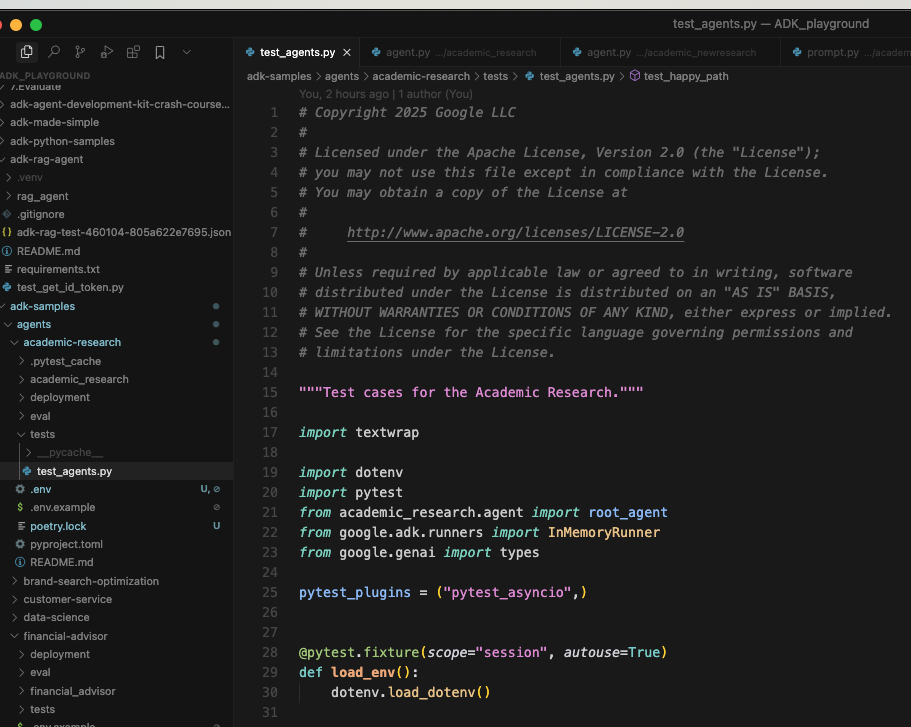 test_agents.py — ADK_playground
test_agents.py
agent.py .../academic_research
agent.py .../academic_newresearch
prompt.py .../academ
ADK_PLAYGROUND
7.Evaluate
adk-agent-development-kit-crash-course...
adk-made-simple
adk-python-samples
adk-rag-agent
.venv
rag_agent
.gitignore
adk-rag-test-460104-805a622e7695.json
README.md
requirements.txt
test_get_id_token.py
adk-samples
agents
academic-research
.pytest_cache
academic_research
deployment
eval
tests
__pycache__
test_agents.py
.env U,
$ .env.example
poetry.lock U
pyproject.toml
README.md
brand-search-optimization
customer-service
data-science
financial-advisor
deployment
eval
financial_advisor
tests
adk-samples > agents > academic-research > tests > test_agents.py > test_happy_path
You, 2 hours ago | 1 author (You)
1 # Copyright 2025 Google LLC
2 #
3 # Licensed under the Apache License, Version 2.0 (the "License");
4 # you may not use this file except in compliance with the License.
5 # You may obtain a copy of the License at
6 #
7 #     http://www.apache.org/licenses/LICENSE-2.0
8 #
9 # Unless required by applicable law or agreed to in writing, software
10 # distributed under the License is distributed on an "AS IS" BASIS,
11 # WITHOUT WARRANTIES OR CONDITIONS OF ANY KIND, either express or implied.
12 # See the License for the specific language governing permissions and
13 # limitations under the License.
14
15 """Test cases for the Academic Research."""
16
17 import textwrap
18
19 import dotenv
20 import pytest
21 from academic_research.agent import root_agent
22 from google.adk.runners import InMemoryRunner
23 from google.genai import types
24
25 pytest_plugins = ("pytest_asyncio",)
26
27
28 @pytest.fixture(scope="session", autouse=True)
29 def load_env():
30     dotenv.load_dotenv()
31